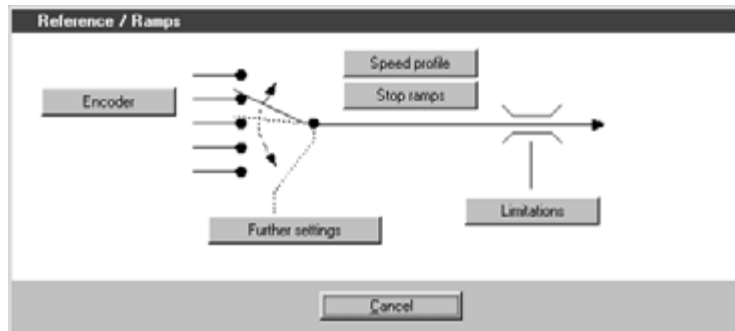 Reference / Ramps
Speed profile
Encoder
Stop ramps
Limitations
Further settings
Cancel